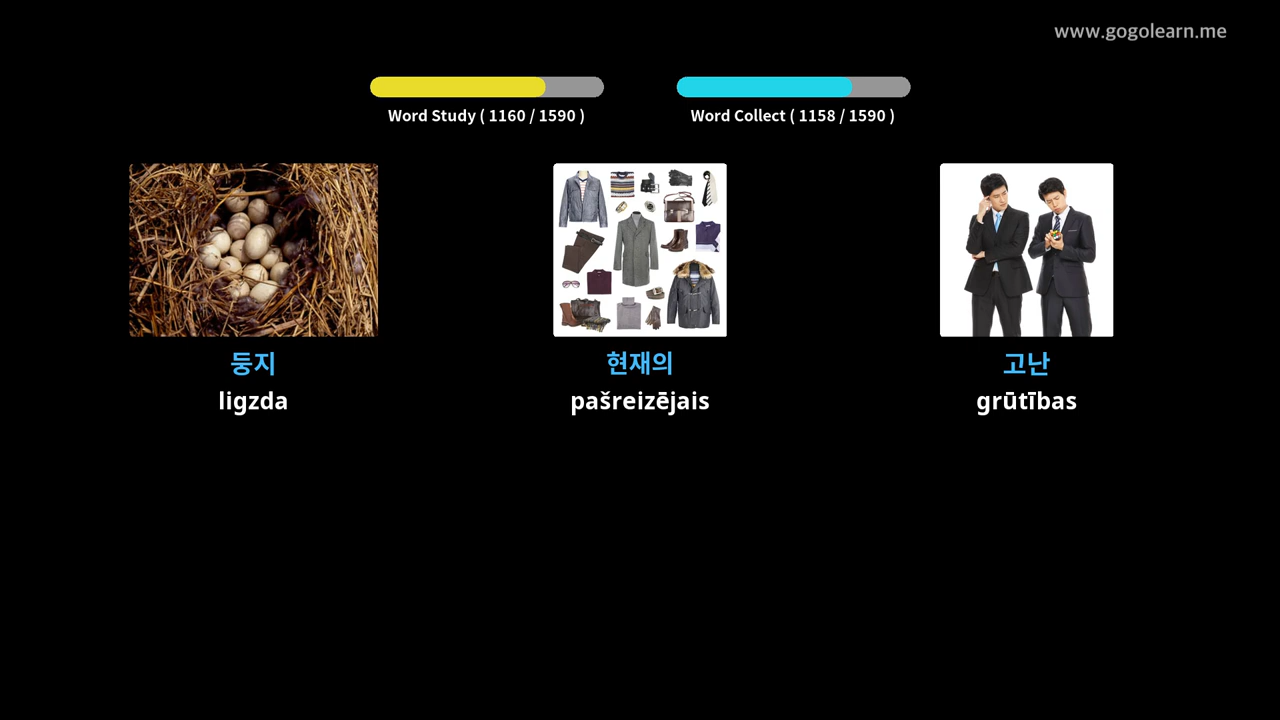 www.gogolearn.me
Word Study ( 1160 / 1590 )
Word Collect ( 1158 / 1590 )
둥지
ligzda
현재의
pašreizējais
고난
grūtības